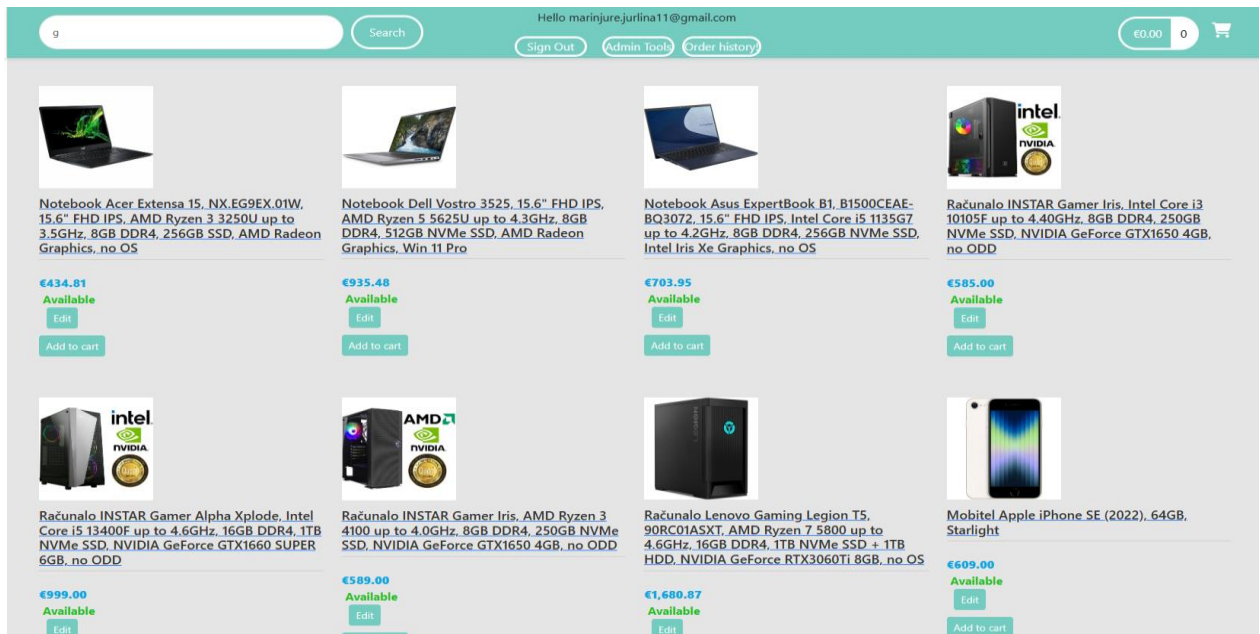 g
Search
Hello marinjure.jurlina11@gmail.com
Sign Out
Admin Tools
Order history!
€0.00
0
Notebook Acer Extensa 15, NX.EG9EX.01W,
15.6" FHD IPS, AMD Ryzen 3 3250U up to
3.5GHz, 8GB DDR4, 256GB SSD, AMD Radeon
Graphics, no OS
€434.81
Available
Edit
Add to cart
Notebook Dell Vostro 3525, 15.6" FHD IPS,
AMD Ryzen 5 5625U up to 4.3GHz, 8GB
DDR4, 512GB NVMe SSD, AMD Radeon
Graphics, Win 11 Pro
€935.48
Available
Edit
Add to cart
Notebook Asus ExpertBook B1, B1500CEAE-
BQ3072, 15.6" FHD IPS, Intel Core i5 1135G7
up to 4.2GHz, 8GB DDR4, 256GB NVMe SSD,
Intel Iris Xe Graphics, no OS
€703.95
Available
Edit
Add to cart
intel.
NVIDIA
Računalo INSTAR Gamer Iris, Intel Core i3
10105F up to 4.40GHz, 8GB DDR4, 250GB
NVMe SSD, NVIDIA GeForce GTX1650 4GB,
no ODD
€585.00
Available
Edit
Add to cart
intel.
NVIDIA
Računalo INSTAR Gamer Alpha Xplode, Intel
Core i5 13400F up to 4.6GHz, 16GB DDR4, 1TB
NVMe SSD, NVIDIA GeForce GTX1660 SUPER
6GB, no ODD
€999.00
Available
Edit
AMD
NVIDIA
Računalo INSTAR Gamer Iris, AMD Ryzen 3
4100 up to 4.0GHz, 8GB DDR4, 250GB NVMe
SSD, NVIDIA GeForce GTX1650 4GB, no ODD
€589.00
Available
Edit
LEGION
Računalo Lenovo Gaming Legion T5,
90RC01ASXT, AMD Ryzen 7 5800 up to
4.6GHz, 16GB DDR4, 1TB NVMe SSD + 1TB
HDD, NVIDIA GeForce RTX3060Ti 8GB, no OS
€1,680.87
Available
Edit
Mobitel Apple iPhone SE (2022), 64GB,
Starlight
€609.00
Available
Edit
Add to cart